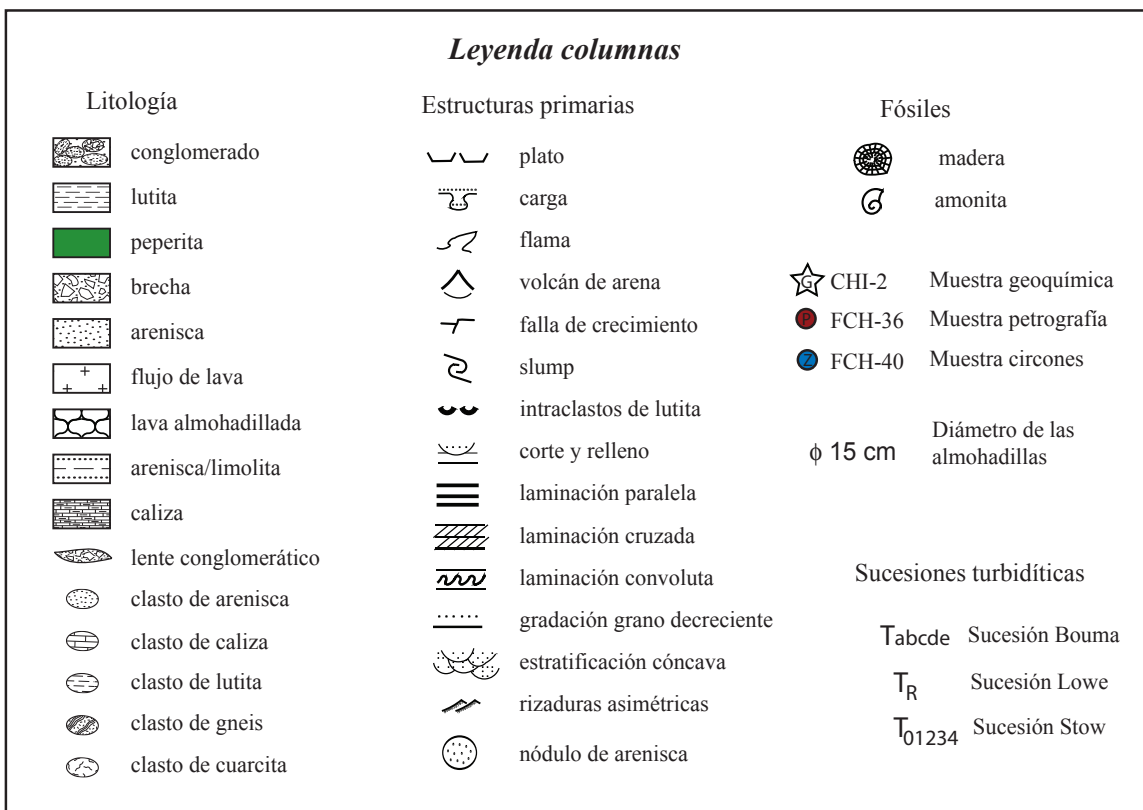 Leyenda columnas
Litología
conglomerado
lutita
peperita
brecha
arenisca
flujo de lava
lava almohadillada
arenisca/limolita
caliza
lente conglomerático
clasto de arenisca
clasto de caliza
clasto de lutita
clasto de gneis
clasto de cuarcita
Estructuras primarias
plato
carga
flama
volcán de arena
falla de crecimiento
slump
intraclastos de lutita
corte y relleno
laminación paralela
laminación cruzada
laminación convoluta
gradación grano decreciente
estratificación cóncava
rizaduras asimétricas
nódulo de arenisca
Fósiles
madera
amonita
G CHI-2 Muestra geoquímica
P FCH-36 Muestra petrografía
Z FCH-40 Muestra circones
ϕ 15 cm Diámetro de las
almohadillas
Sucesiones turbidíticas
Tabcde Sucesión Bouma
TR Sucesión Lowe
T01234 Sucesión Stow